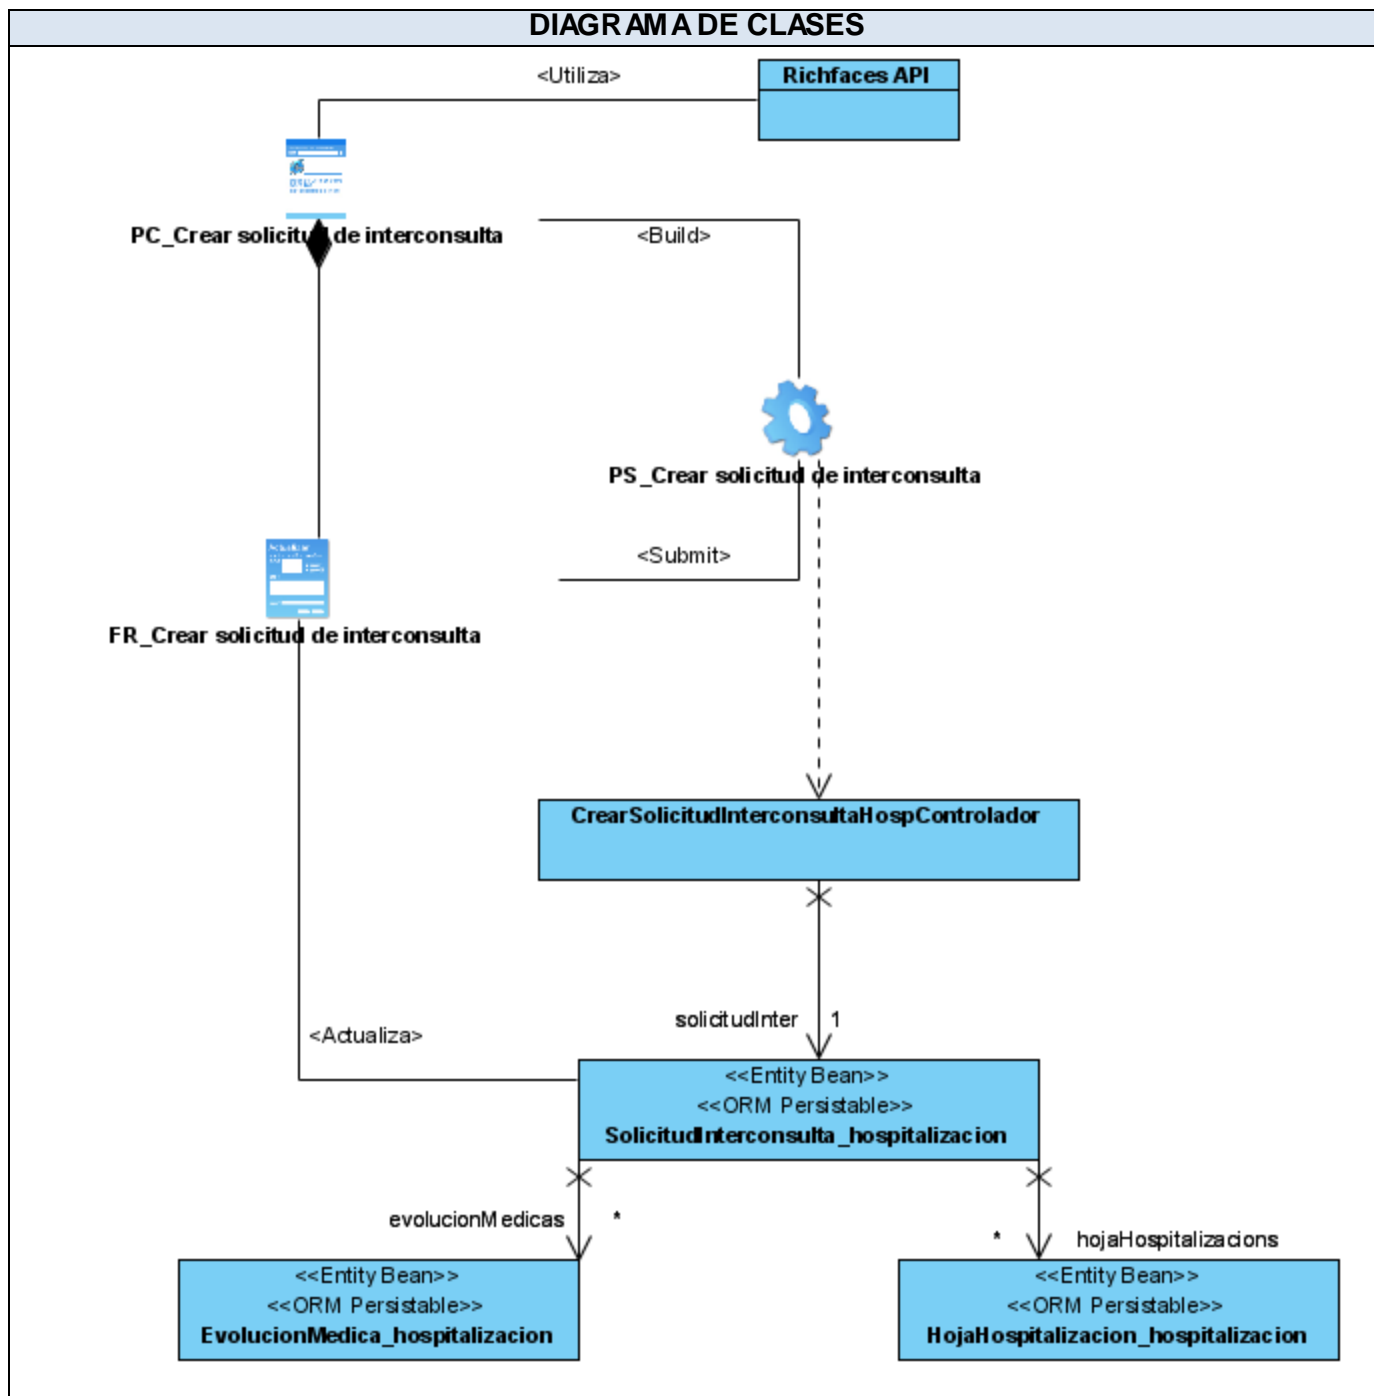 DIAGRAMA DE CLASES
<Utiliza>
Richfaces API
PC_Crear solicitud de interconsulta
<Build>
PS_Crear solicitud de interconsulta
<Submit>
Actualizar
FR_Crear solicitud de interconsulta
CrearSolicitudInterconsultaHospControlador
solicitudInter 1
<Actualiza>
<<Entity Bean>>
<<ORM Persistable>>
SolicitudInterconsulta_hospitalizacion
evolucionMedicas *
* hojaHospitalizacions
<<Entity Bean>>
<<ORM Persistable>>
EvolucionMedica_hospitalizacion
<<Entity Bean>>
<<ORM Persistable>>
HojaHospitalizacion_hospitalizacion